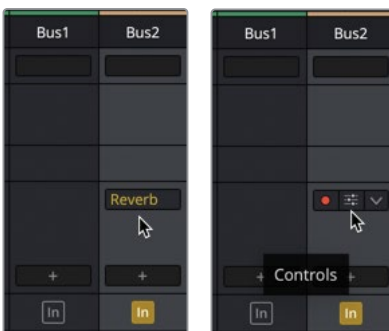 Bus1 Bus2
Reverb
+ +
In In
Bus1 Bus2
+ Controls +
In In